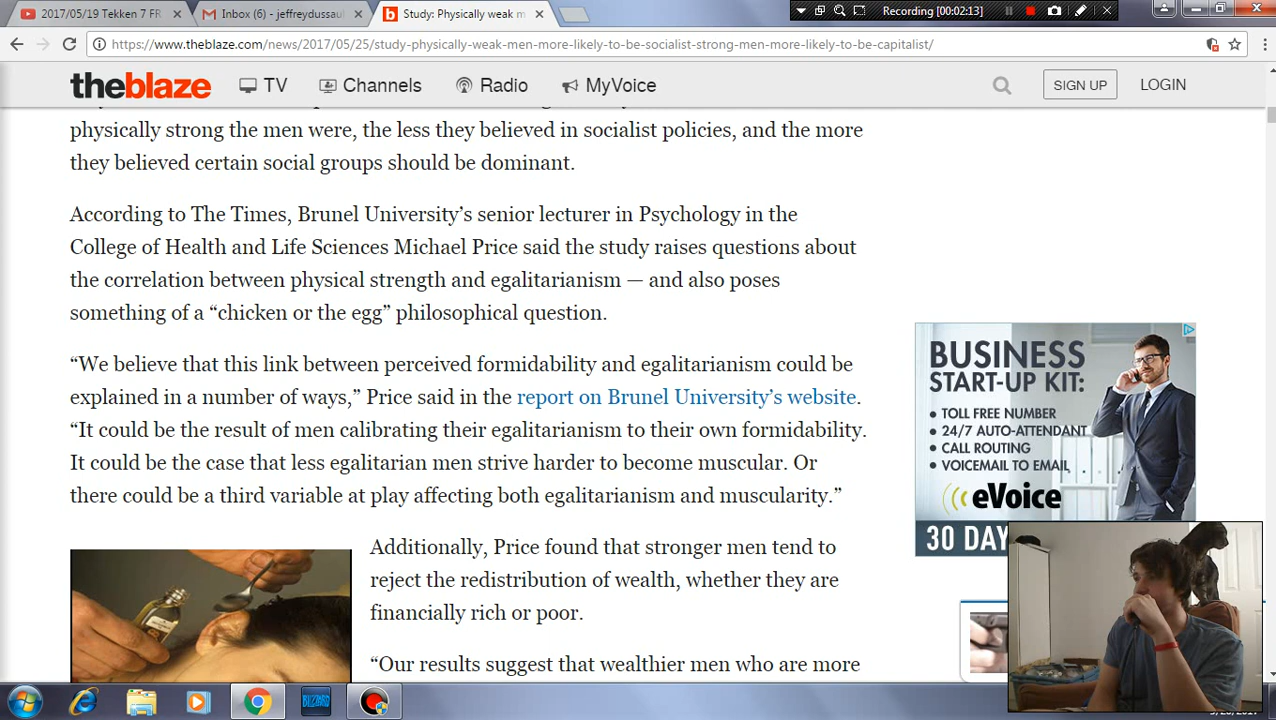 2017/05/19 Tekken 7 FR
Inbox (6) - jeffreydussau
Study: Physically weak m
Recording [00:02:13]
https://www.theblaze.com/news/2017/05/25/study-physically-weak-men-more-likely-to-be-socialist-strong-men-more-likely-to-be-capitalist/
theblaze TV Channels Radio MyVoice SIGN UP LOGIN
physically strong the men were, the less they believed in socialist policies, and the more
they believed certain social groups should be dominant.
According to The Times, Brunel University’s senior lecturer in Psychology in the
College of Health and Life Sciences Michael Price said the study raises questions about
the correlation between physical strength and egalitarianism — and also poses
something of a “chicken or the egg” philosophical question.
“We believe that this link between perceived formidability and egalitarianism could be
explained in a number of ways,” Price said in the report on Brunel University’s website.
“It could be the result of men calibrating their egalitarianism to their own formidability.
It could be the case that less egalitarian men strive harder to become muscular. Or
there could be a third variable at play affecting both egalitarianism and muscularity.”
Additionally, Price found that stronger men tend to
reject the redistribution of wealth, whether they are
financially rich or poor.
“Our results suggest that wealthier men who are more
BUSINESS
START-UP KIT:
• TOLL FREE NUMBER
• 24/7 AUTO-ATTENDANT
• CALL ROUTING
• VOICEMAIL TO EMAIL
eVoice
30 DAY
BLIZZARD